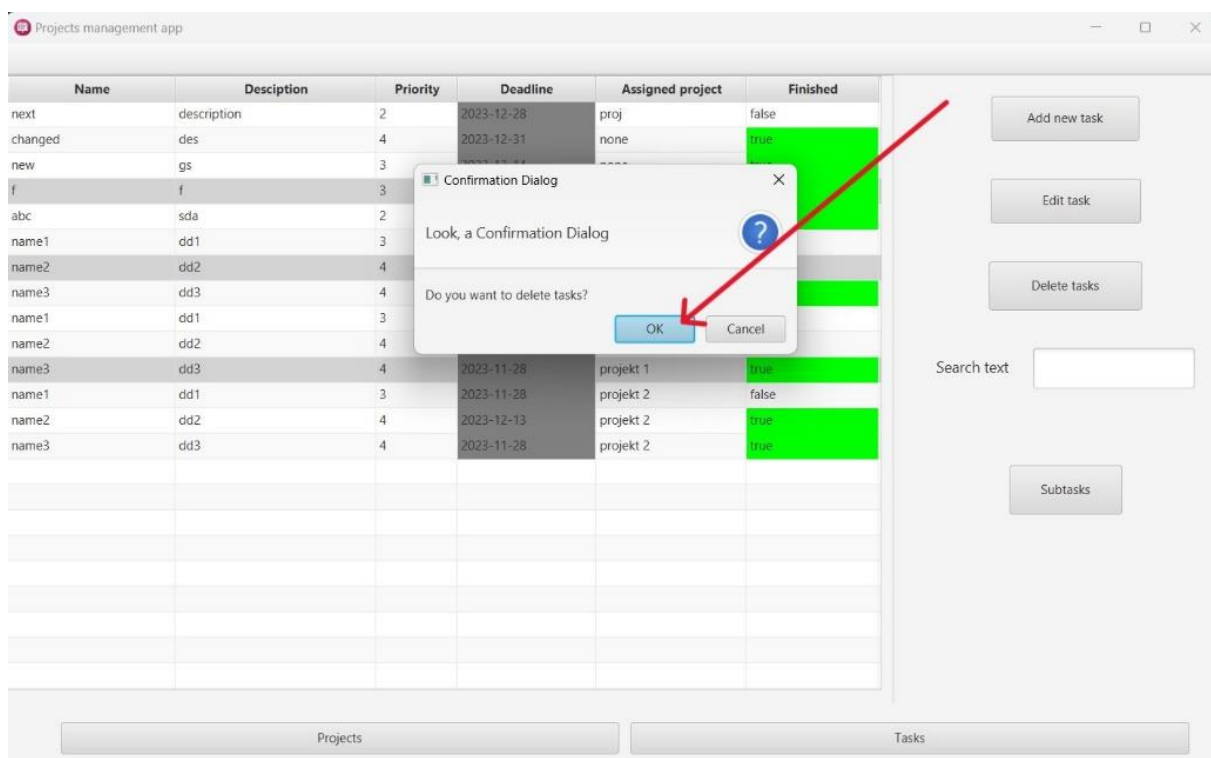 Projects management app
Name Desciption Priority Deadline Assigned project Finished
next description 2 2023-12-28 proj false
Add new task
changed des 4 2023-12-31 none true
new gs 3
Confirmation Dialog
f f 3
Edit task
abc sda 2
Look, a Confirmation Dialog
name1 dd1 3
name2 dd2 4
name3 dd3 4
Do you want to delete tasks?
Delete tasks
name1 dd1 3
OK Cancel
name2 dd2 4
name3 dd3 4 2023-11-28 projekt 1 true
Search text
name1 dd1 3 2023-11-28 projekt 2 false
name2 dd2 4 2023-12-13 projekt 2 true
name3 dd3 4 2023-11-28 projekt 2 true
Subtasks
Projects Tasks